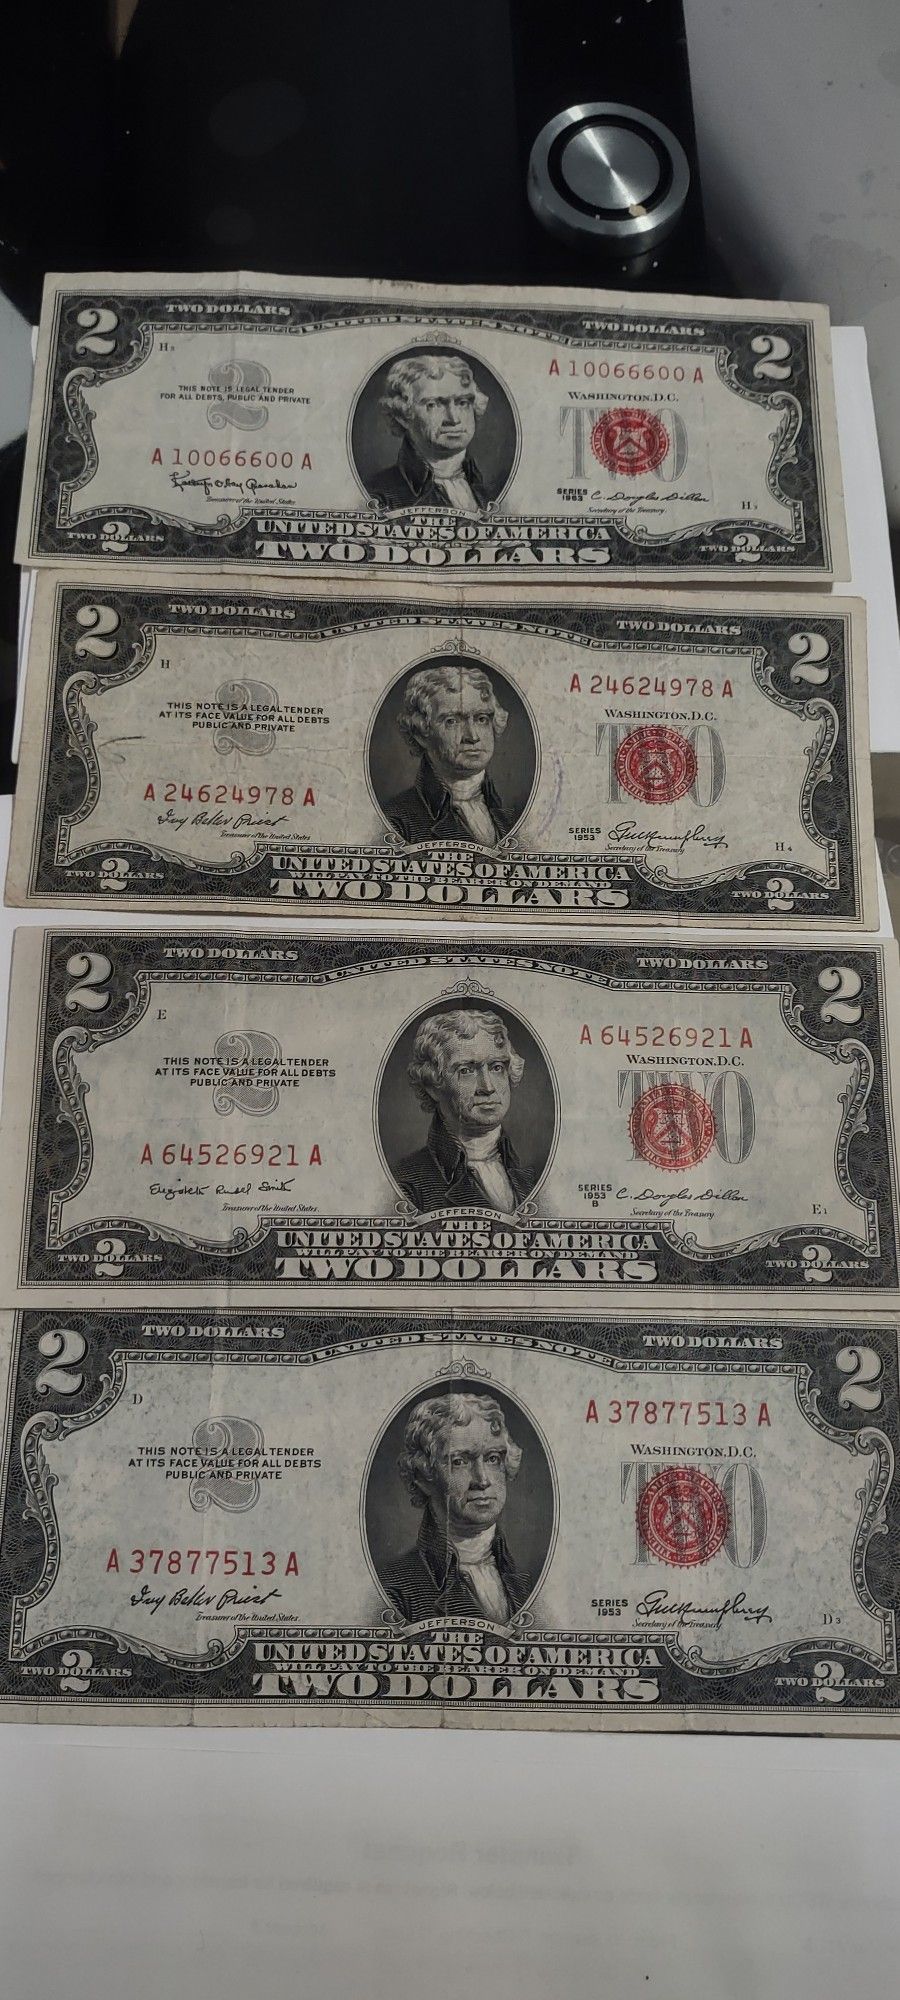 TWO DOLLARS UNITED STATES NOTE TWO DOLLARS
2 2
H3
A 10066600 A
THIS NOTE IS LEGAL TENDER
FOR ALL DEBTS, PUBLIC AND PRIVATE
2
WASHINGTON, D.C.
TWO
A 10066600 A
Treasurer of the United States
SERIES
1963
C. Douglas Dillon
Secretary of the Treasury
JEFFERSON
THE
UNITED STATES OF AMERICA
TWO DOLLARS
TWO DOLLARS 2
TWO DOLLARS 2
TWO DOLLARS UNITED STATES NOTE TWO DOLLARS
2 2
H
A 24624978 A
THIS NOTE IS A LEGAL TENDER
AT ITS FACE VALUE FOR ALL DEBTS
PUBLIC AND PRIVATE
2
WASHINGTON, D.C.
TWO
A 24624978 A
Ivy Baker Priest
Treasurer of the United States
SERIES
1953
G.M. Humphrey
Secretary of the Treasury
H4
JEFFERSON
THE
UNITED STATES OF AMERICA
WILL PAY TO THE BEARER ON DEMAND
TWO DOLLARS
TWO DOLLARS 2
TWO DOLLARS 2
TWO DOLLARS UNITED STATES NOTE TWO DOLLARS
2 2
E
A 64526921 A
THIS NOTE IS A LEGAL TENDER
AT ITS FACE VALUE FOR ALL DEBTS
PUBLIC AND PRIVATE
2
WASHINGTON, D.C.
TWO
A 64526921 A
Elizabeth Rudel Smith
Treasurer of the United States
SERIES
1953
B
C. Douglas Dillon
Secretary of the Treasury
E1
JEFFERSON
THE
UNITED STATES OF AMERICA
WILL PAY TO THE BEARER ON DEMAND
TWO DOLLARS
TWO DOLLARS 2
TWO DOLLARS 2
TWO DOLLARS UNITED STATES NOTE TWO DOLLARS
2 2
D
A 37877513 A
THIS NOTE IS A LEGAL TENDER
AT ITS FACE VALUE FOR ALL DEBTS
PUBLIC AND PRIVATE
2
WASHINGTON, D.C.
TWO
A 37877513 A
Ivy Baker Priest
Treasurer of the United States
SERIES
1953
G.M. Humphrey
Secretary of the Treasury
D3
JEFFERSON
THE
UNITED STATES OF AMERICA
WILL PAY TO THE BEARER ON DEMAND
TWO DOLLARS
TWO DOLLARS 2
TWO DOLLARS 2